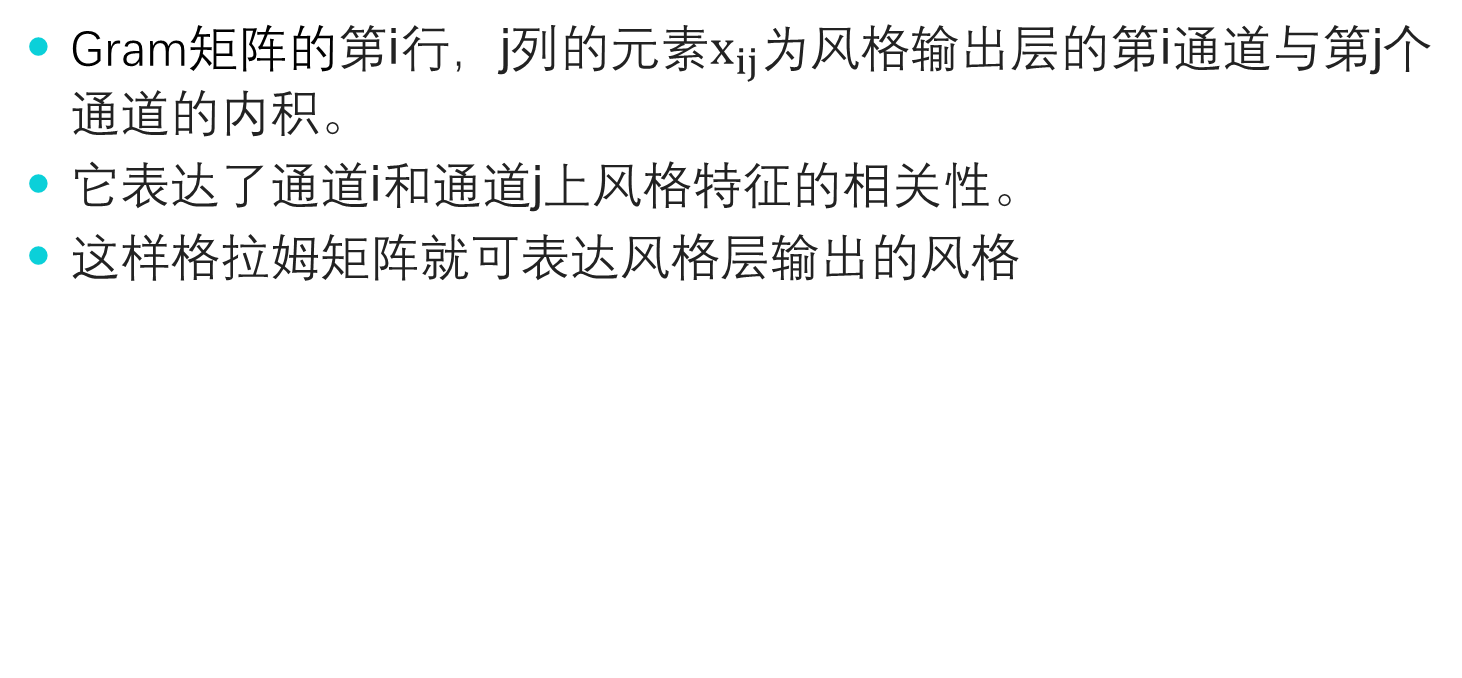 • Gram矩阵的第i行，j列的元素xᵢⱼ为风格输出层的第i通道与第j个
通道的内积。
• 它表达了通道i和通道j上风格特征的相关性。
• 这样格拉姆矩阵就可表达风格层输出的风格